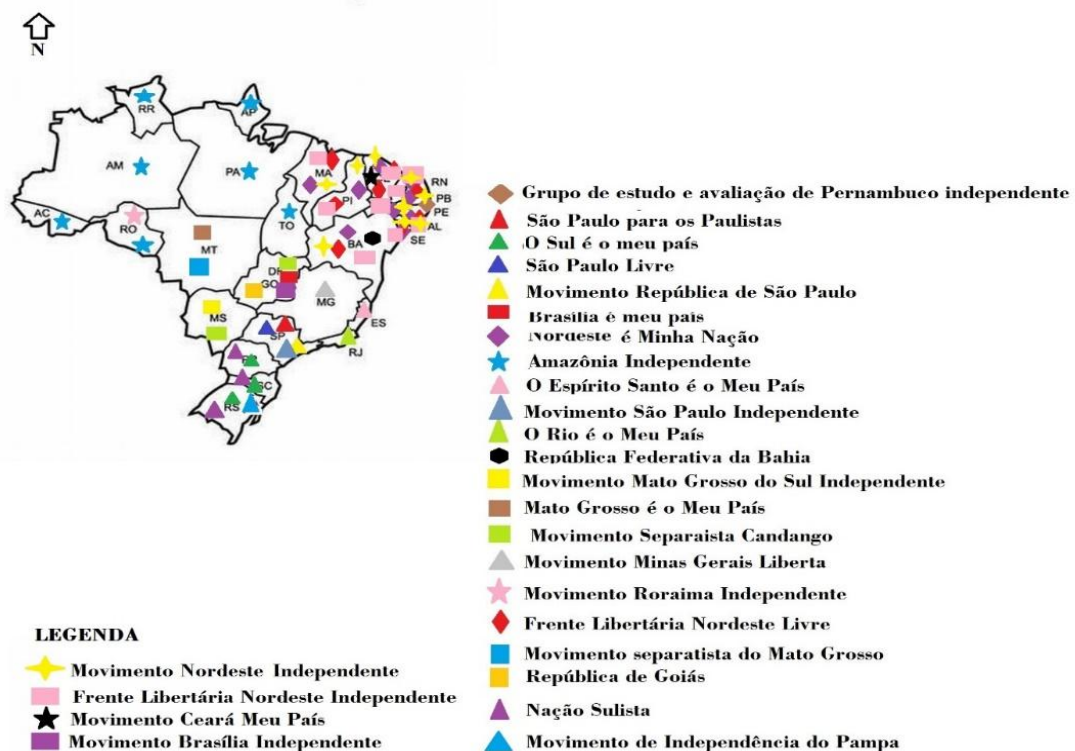 N
RR
AP
AM
PA
MA
RN
PB
PE
AL
SE
PI
AC
RO
TO
BA
MT
DF
GO
MG
ES
MS
SP
RJ
PR
SC
RS
Grupo de estudo e avaliação de Pernambuco independente
São Paulo para os Paulistas
O Sul é o meu país
São Paulo Livre
Movimento República de São Paulo
Brasília é meu país
Nordeste é Minha Nação
Amazônia Independente
O Espírito Santo é o Meu País
Movimento São Paulo Independente
O Rio é o Meu País
República Federativa da Bahia
Movimento Mato Grosso do Sul Independente
Mato Grosso é o Meu País
Movimento Separaista Candango
Movimento Minas Gerais Liberta
Movimento Roraima Independente
Frente Libertária Nordeste Livre
Movimento separatista do Mato Grosso
República de Goiás
Nação Sulista
Movimento de Independência do Pampa
LEGENDA
Movimento Nordeste Independente
Frente Libertária Nordeste Independente
Movimento Ceará Meu País
Movimento Brasília Independente